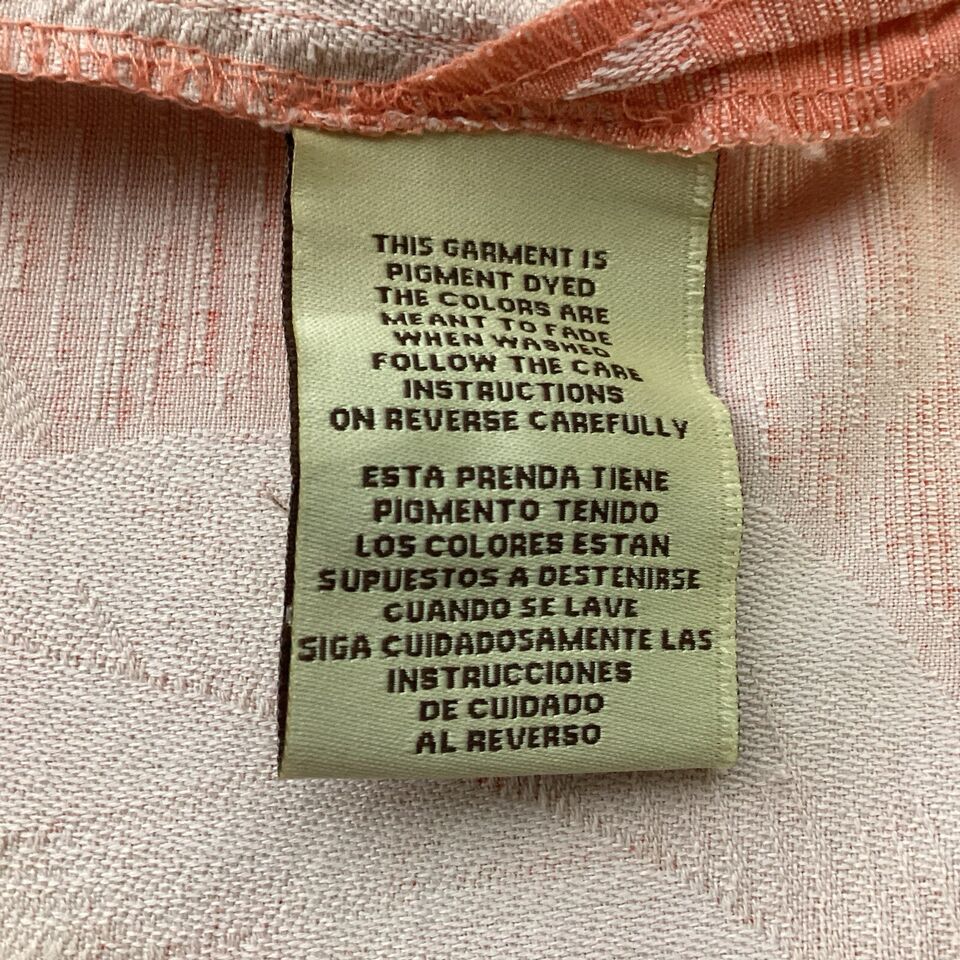 THIS GARMENT IS
PIGMENT DYED
THE COLORS ARE
MEANT TO FADE
WHEN WASHED
FOLLOW THE CARE
INSTRUCTIONS
ON REVERSE CAREFULLY
ESTA PRENDA TIENE
PIGMENTO TENIDO
LOS COLORES ESTAN
SUPUESTOS A DESTENIRSE
CUANDO SE LAVE
SIGA CUIDADOSAMENTE LAS
INSTRUCCIONES
DE CUIDADO
AL REVERSO